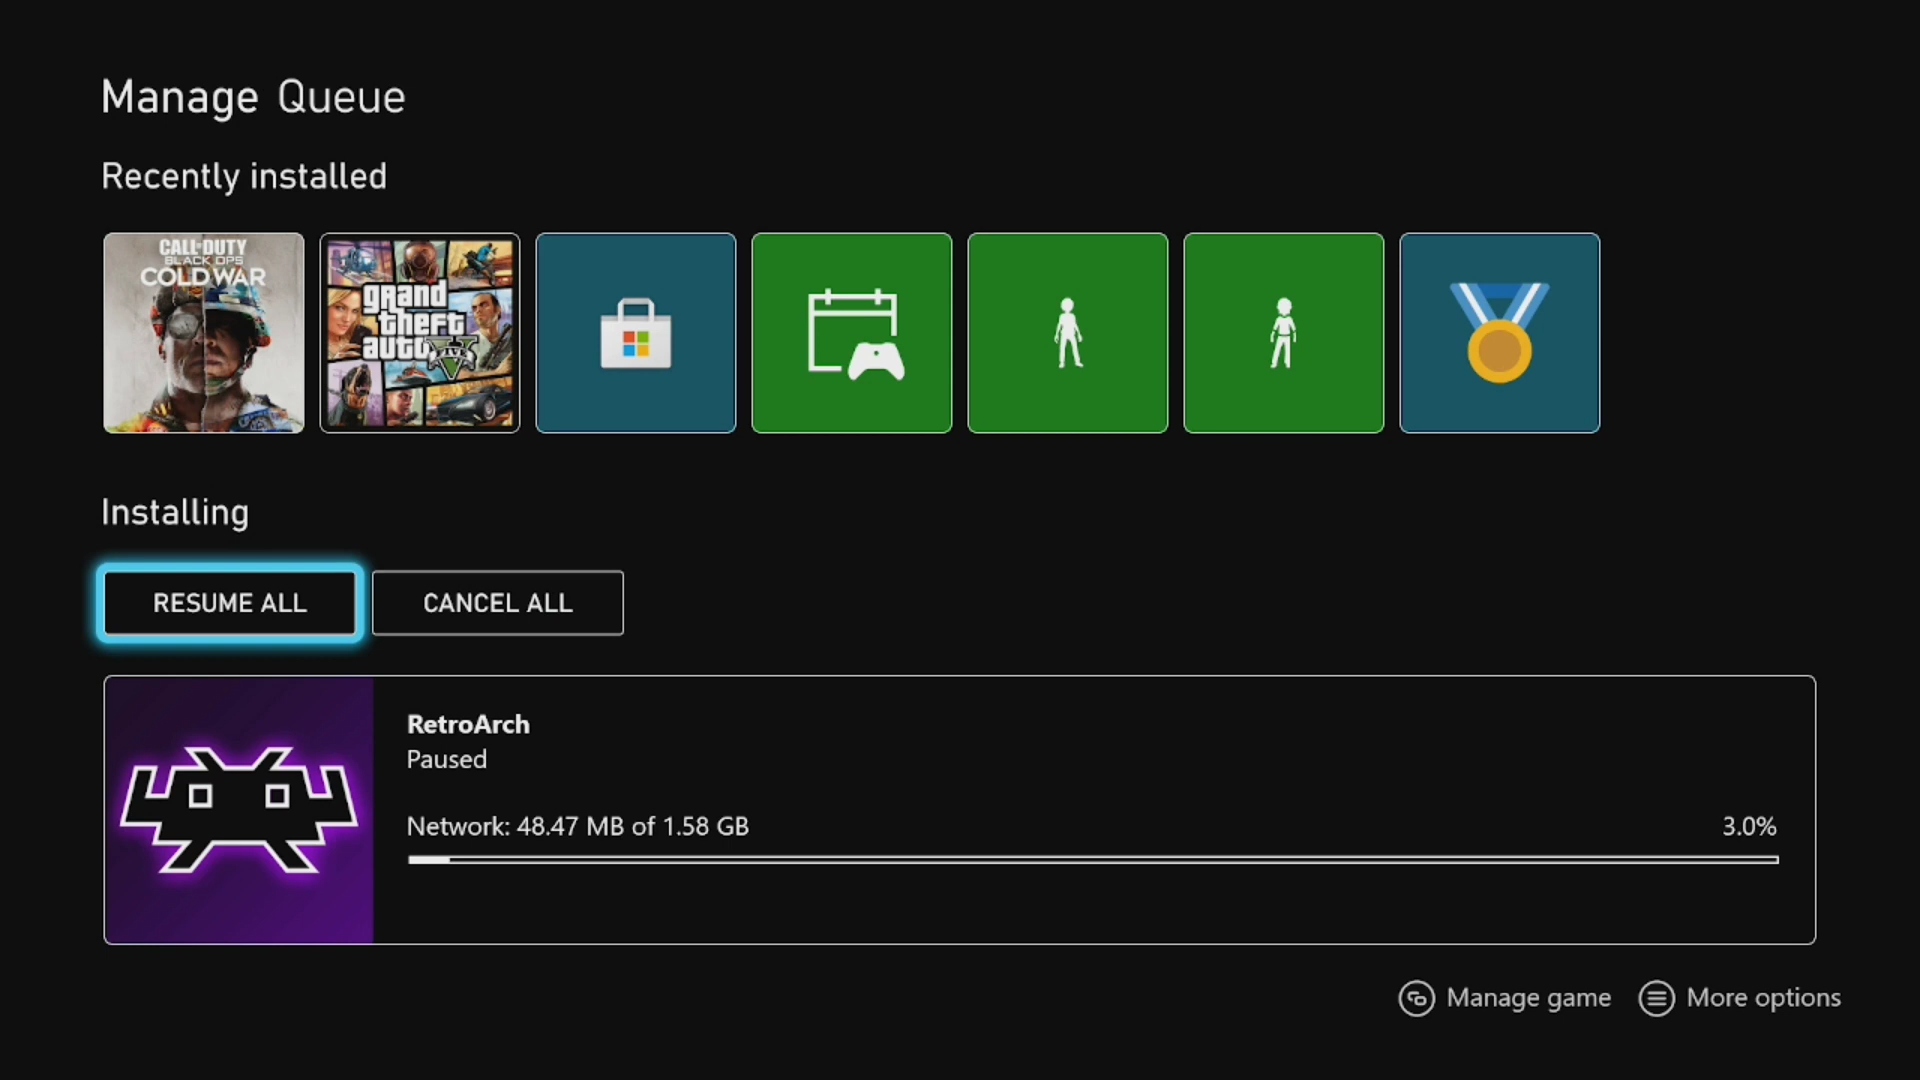 Manage Queue
Recently installed
CALL OF DUTY
BLACK OPS
COLD WAR
grand
theft
auto
V
FIVE
Installing
RESUME ALL
CANCEL ALL
RetroArch
Paused
Network: 48.47 MB of 1.58 GB
3.0%
Manage game
More options